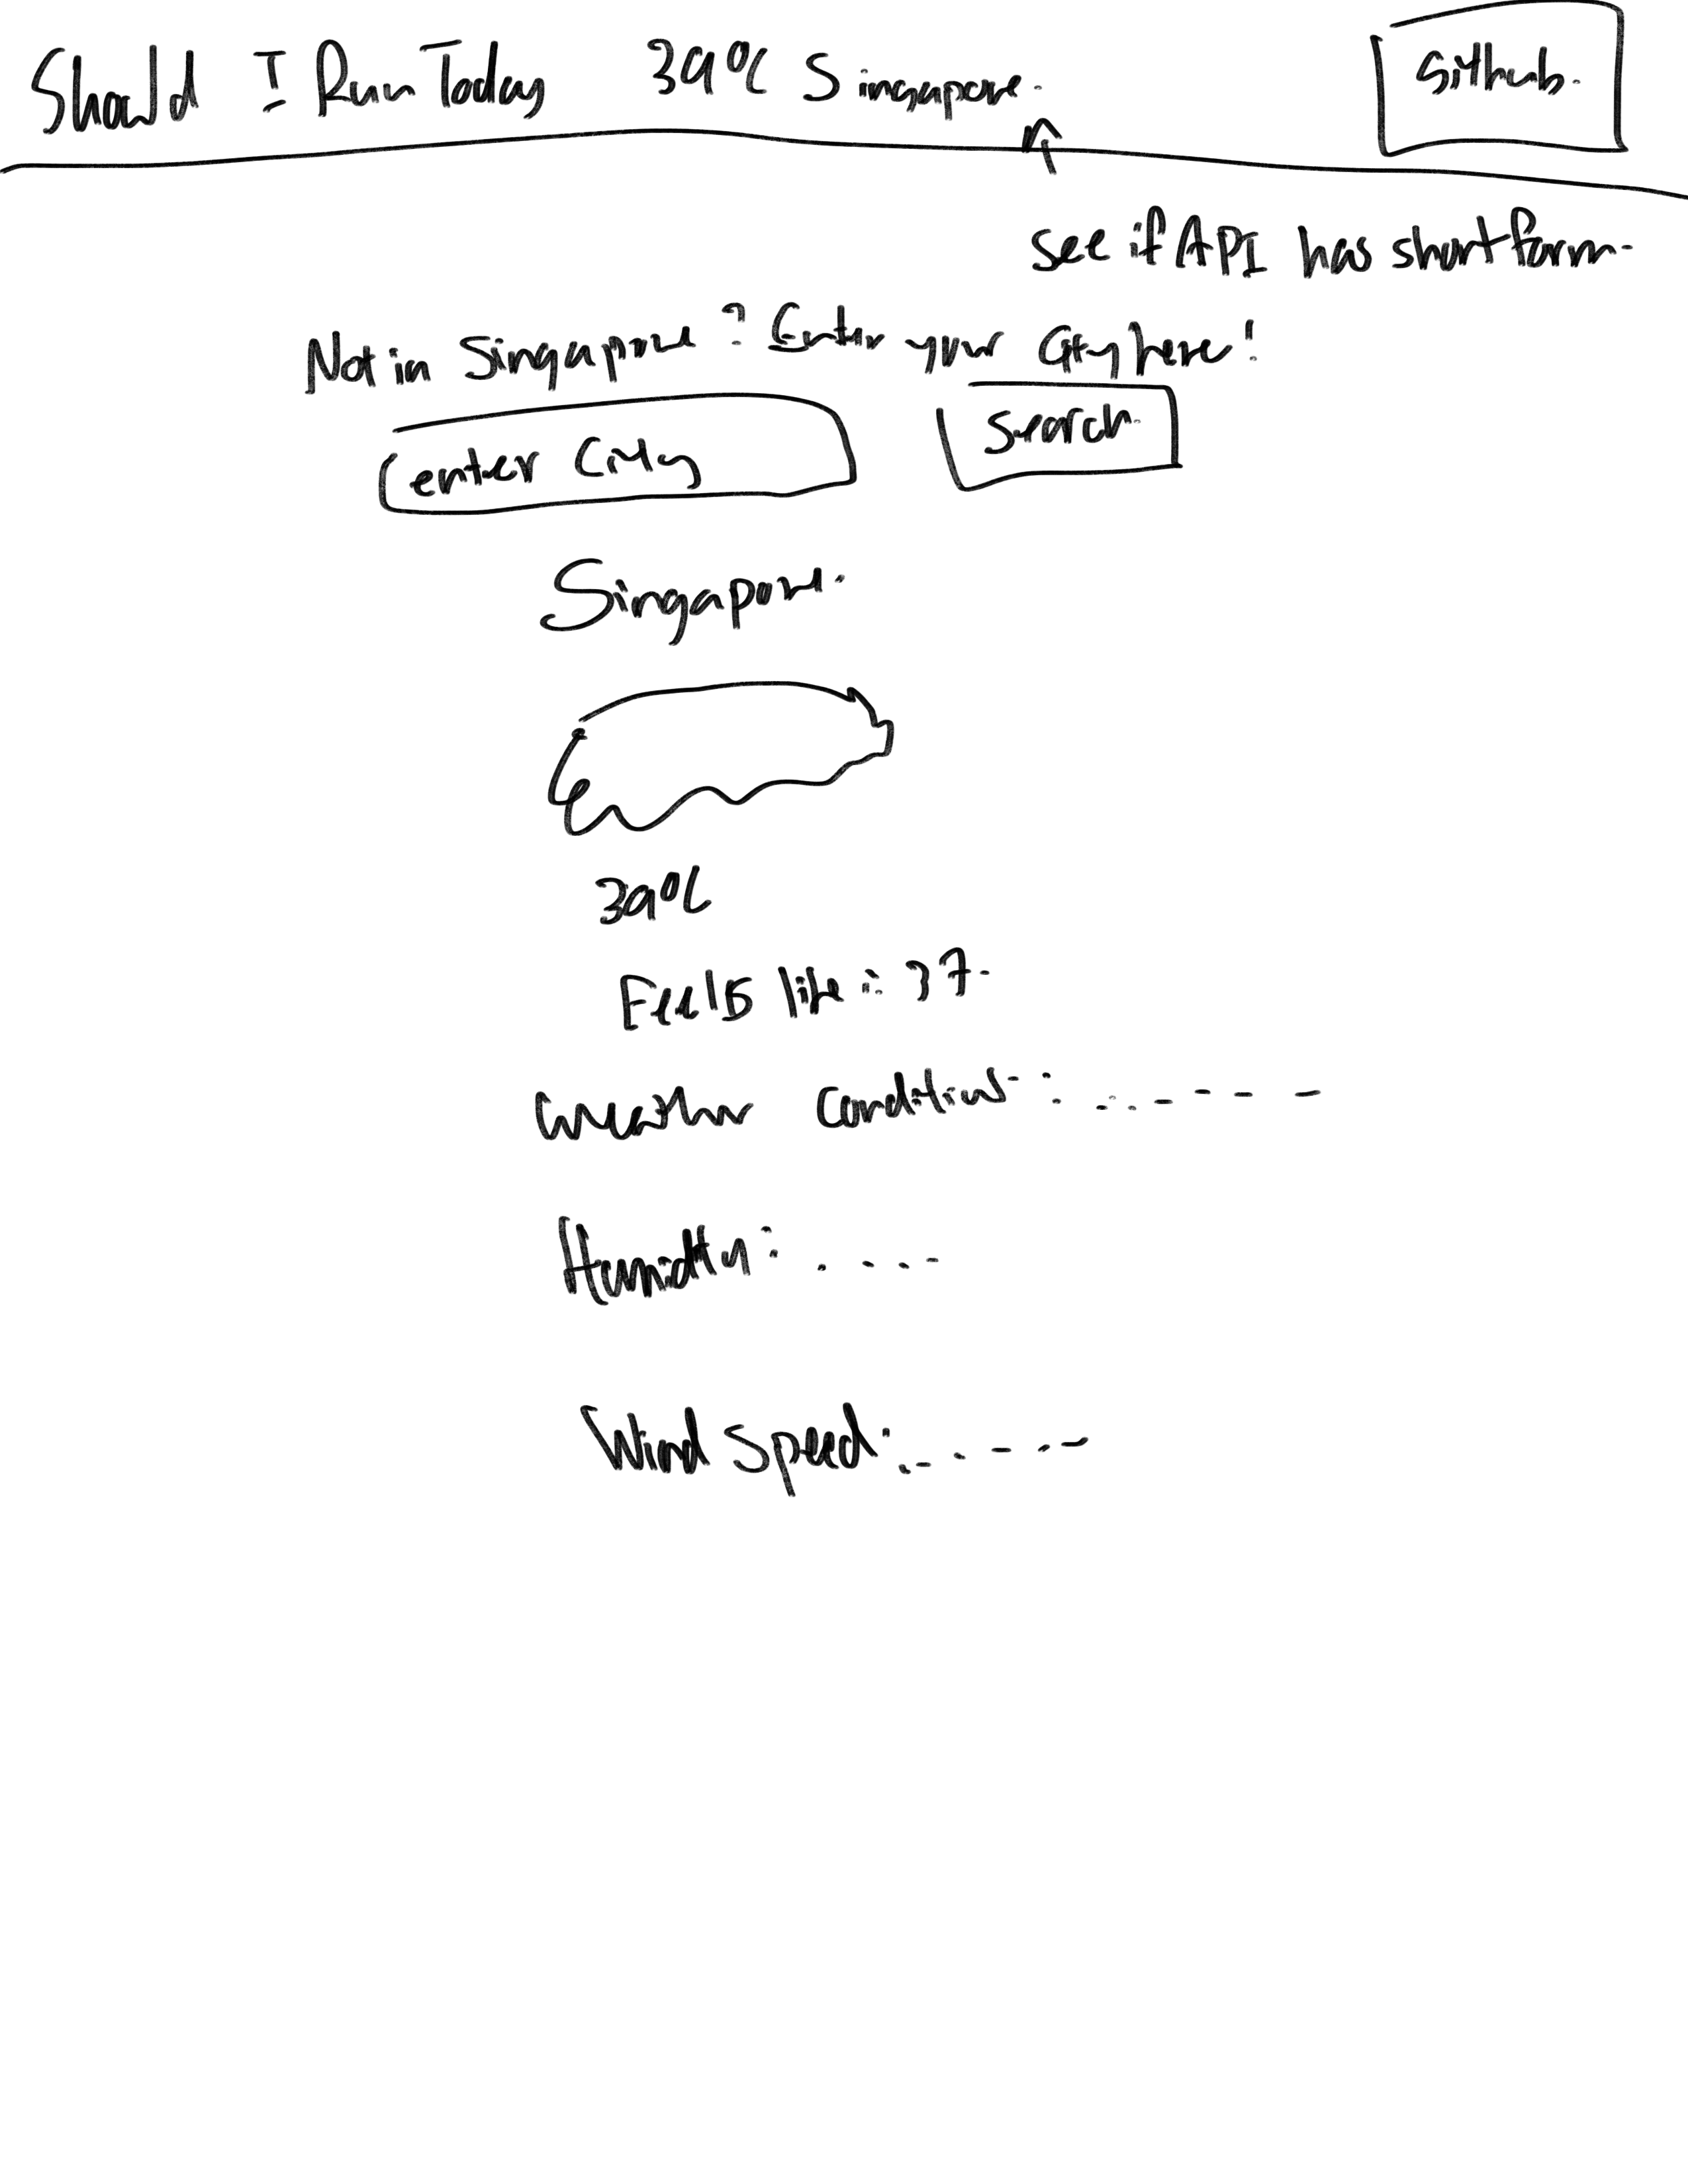 Should I Run Today 39°C Singapore.
Github.
see if API has short form.
Not in Singapore? Enter your City here!
enter City
Search.
Singapore.
39°C
Feels like: 37.
Weather conditions: ..----
Humidity: ....
Wind Speed: ....